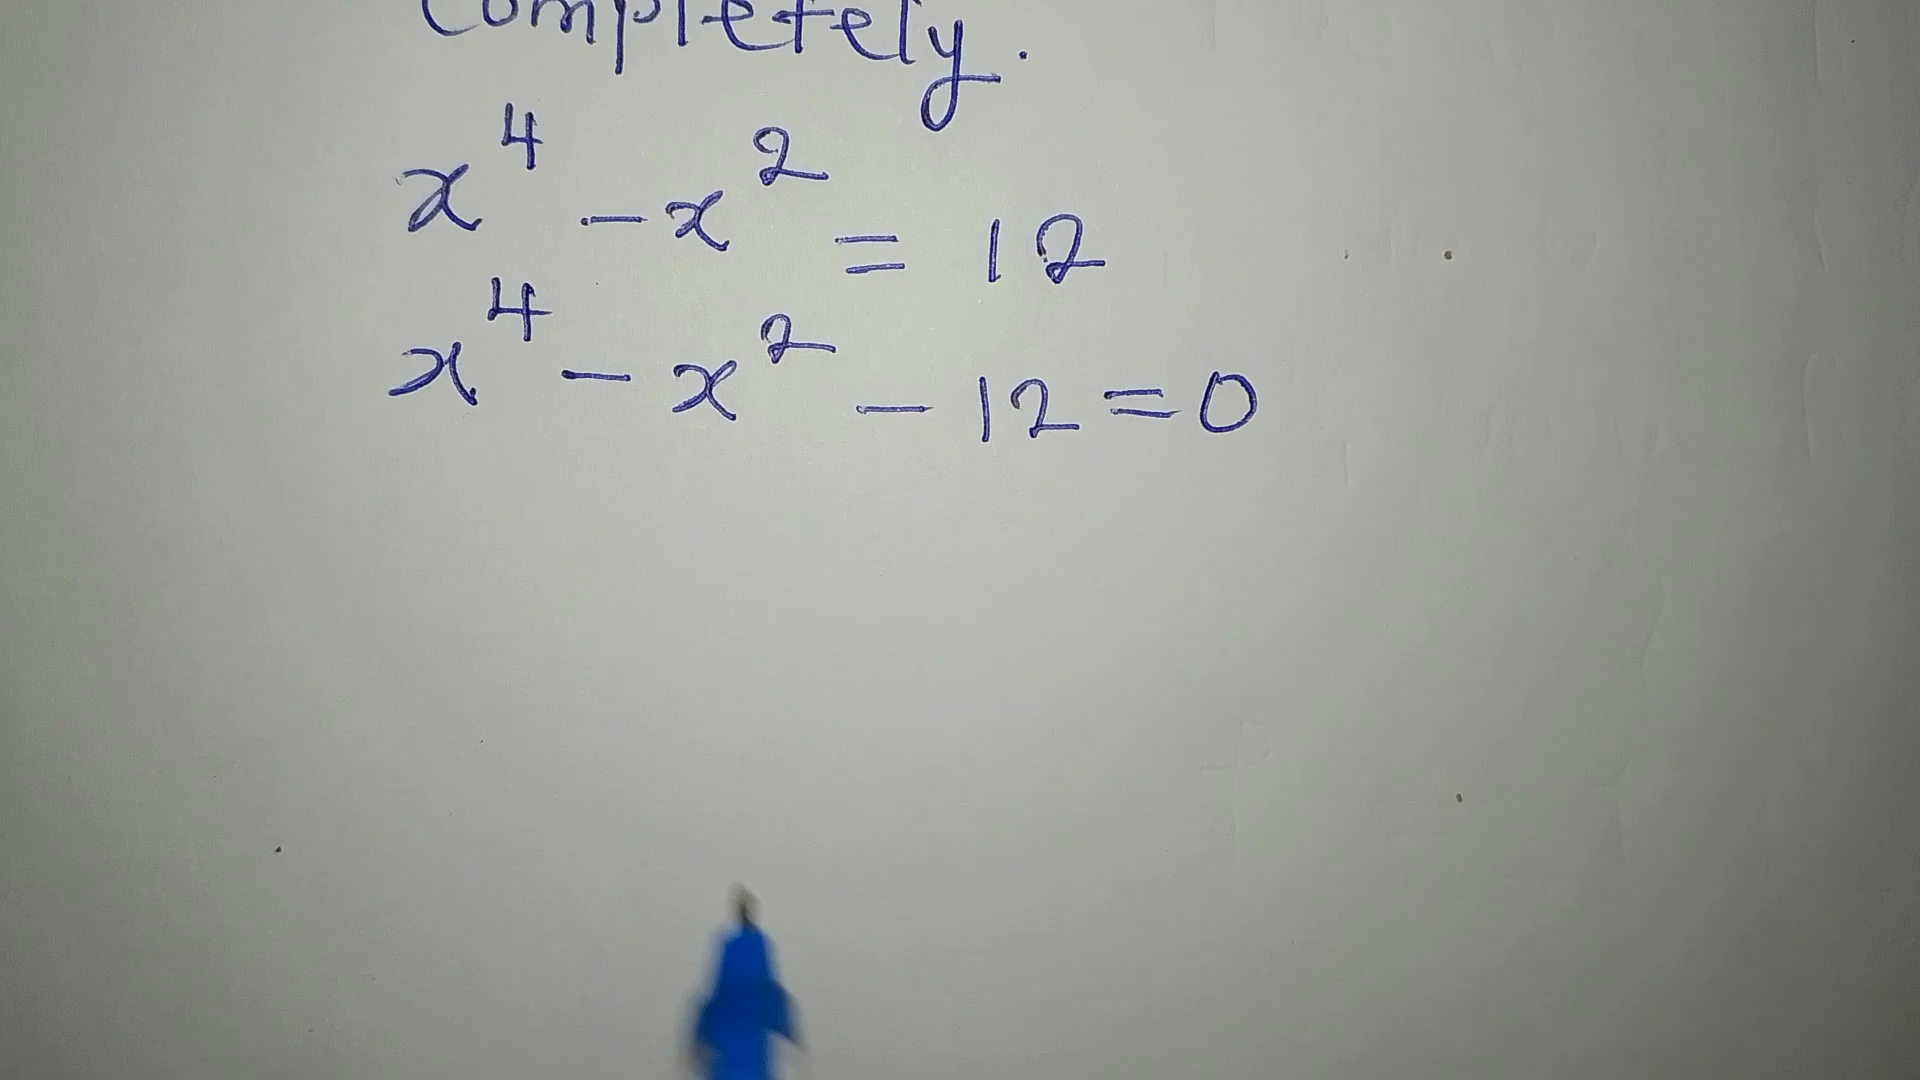 Completely.
x⁴ - x² = 12
x⁴ - x² - 12 = 0